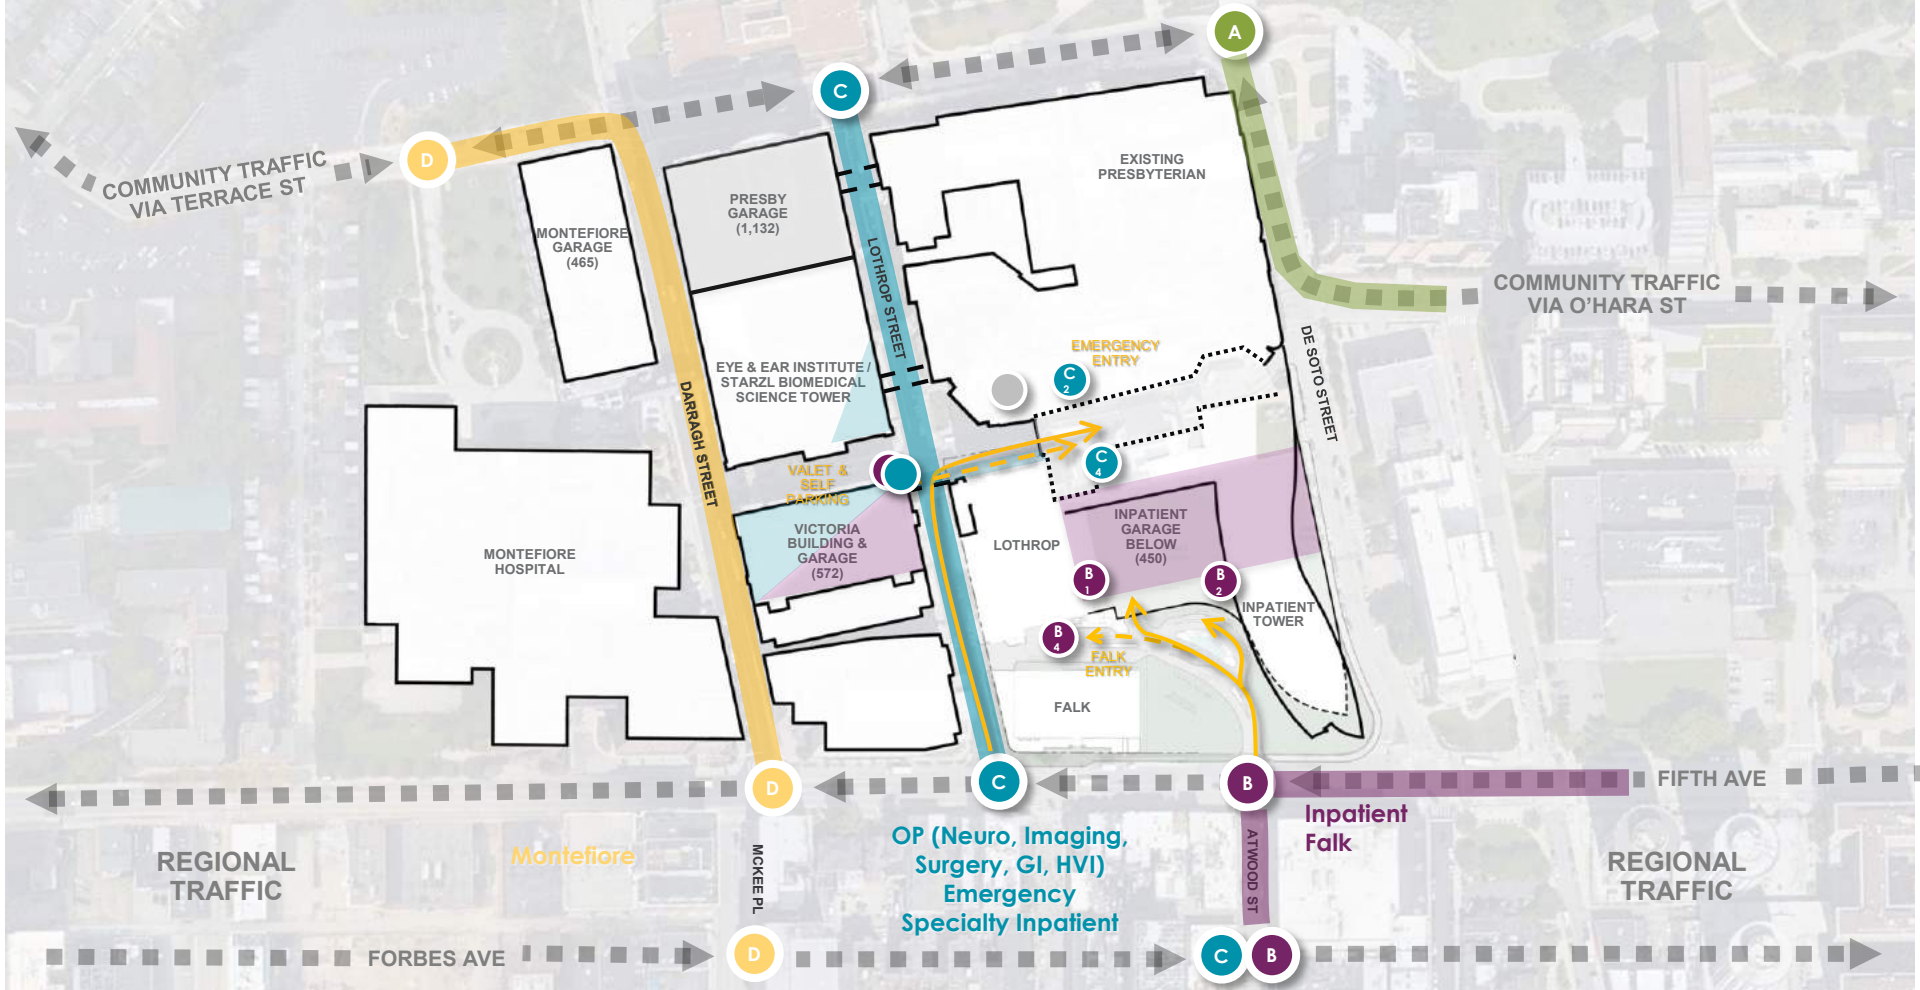 A
C
D
COMMUNITY TRAFFIC
VIA TERRACE ST
EXISTING
PRESBYTERIAN
PRESBY
GARAGE
(1,132)
MONTEFIORE
GARAGE
(465)
LOTHROP STREET
COMMUNITY TRAFFIC
VIA O'HARA ST
DE SOTO STREET
EMERGENCY
ENTRY
C
2
EYE & EAR INSTITUTE /
STARZL BIOMEDICAL
SCIENCE TOWER
DARRAGH STREET
C
4
VALET &
SELF
PARKING
VICTORIA
BUILDING &
GARAGE
(572)
MONTEFIORE
HOSPITAL
LOTHROP
INPATIENT
GARAGE
BELOW
(450)
B
1
B
2
INPATIENT
TOWER
B
4
FALK
ENTRY
FALK
D
C
B
FIFTH AVE
Inpatient
Falk
OP (Neuro, Imaging,
Surgery, GI, HVI)
Emergency
Specialty Inpatient
Montefiore
MCKEE PL
ATWOOD ST
REGIONAL
TRAFFIC
REGIONAL
TRAFFIC
FORBES AVE
D
C
B